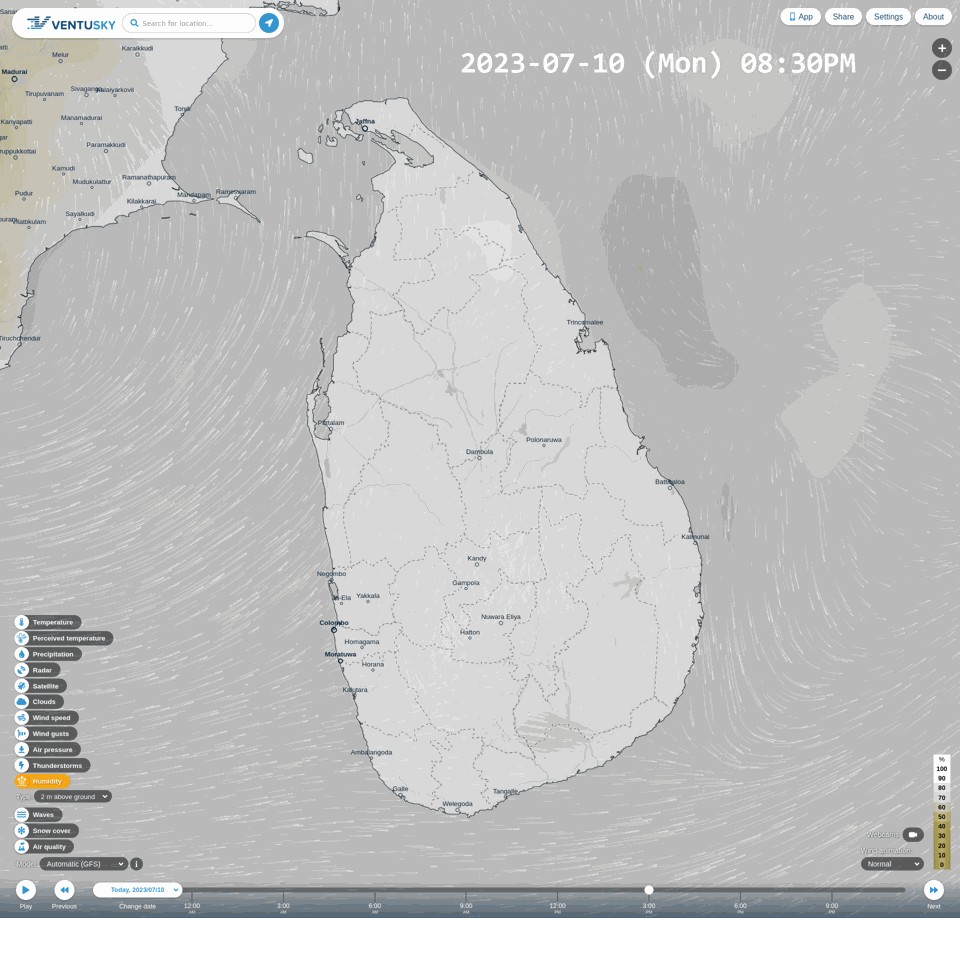 VENTUSKY
Search for location...
App
Share
Settings
About
2023-07-10 (Mon) 08:30PM
Karaikkudi
Melur
Madurai
Tirupuvanam
Sivaganga
Kalaiyarkovil
Tondi
Manamadurai
Kariyapatti
Paramakkudi
Aruppukkottai
Kamudi
Mudukulattur
Ramanathapuram
Mandapam
Rameswaram
Pudur
Kilakkarai
Sayalkudi
Vilattikulam
Tiruchchendur
Jaffna
Trincomalee
Puttalam
Polonaruwa
Dambula
Batticaloa
Kalmunai
Kandy
Negombo
Gampola
Ja-Ela
Yakkala
Nuwara Eliya
Colombo
Hatton
Homagama
Moratuwa
Horana
Kalutara
Ambalangoda
Galle
Tangalle
Welegoda
Temperature
Perceived temperature
Precipitation
Radar
Satellite
Clouds
Wind speed
Wind gusts
Air pressure
Thunderstorms
Humidity
Type: 2 m above ground
Waves
Snow cover
Air quality
Model: Automatic (GFS)
i
%
100
90
80
70
60
50
40
30
20
10
0
Webcams
Wind animation:
Normal
Play
Previous
Today, 2023/07/10
Change date
12:00 AM
3:00 AM
6:00 AM
9:00 AM
12:00 PM
3:00 PM
6:00 PM
9:00 PM
Next